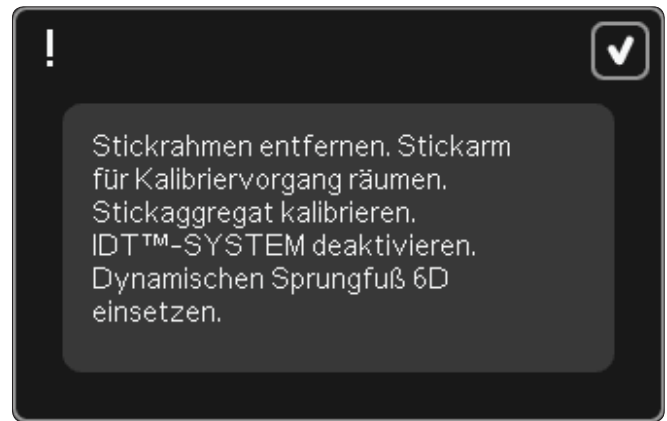 !
Stickrahmen entfernen. Stickarm
für Kalibriervorgang räumen.
Stickaggregat kalibrieren.
IDT™-SYSTEM deaktivieren.
Dynamischen Sprungfuß 6D
einsetzen.